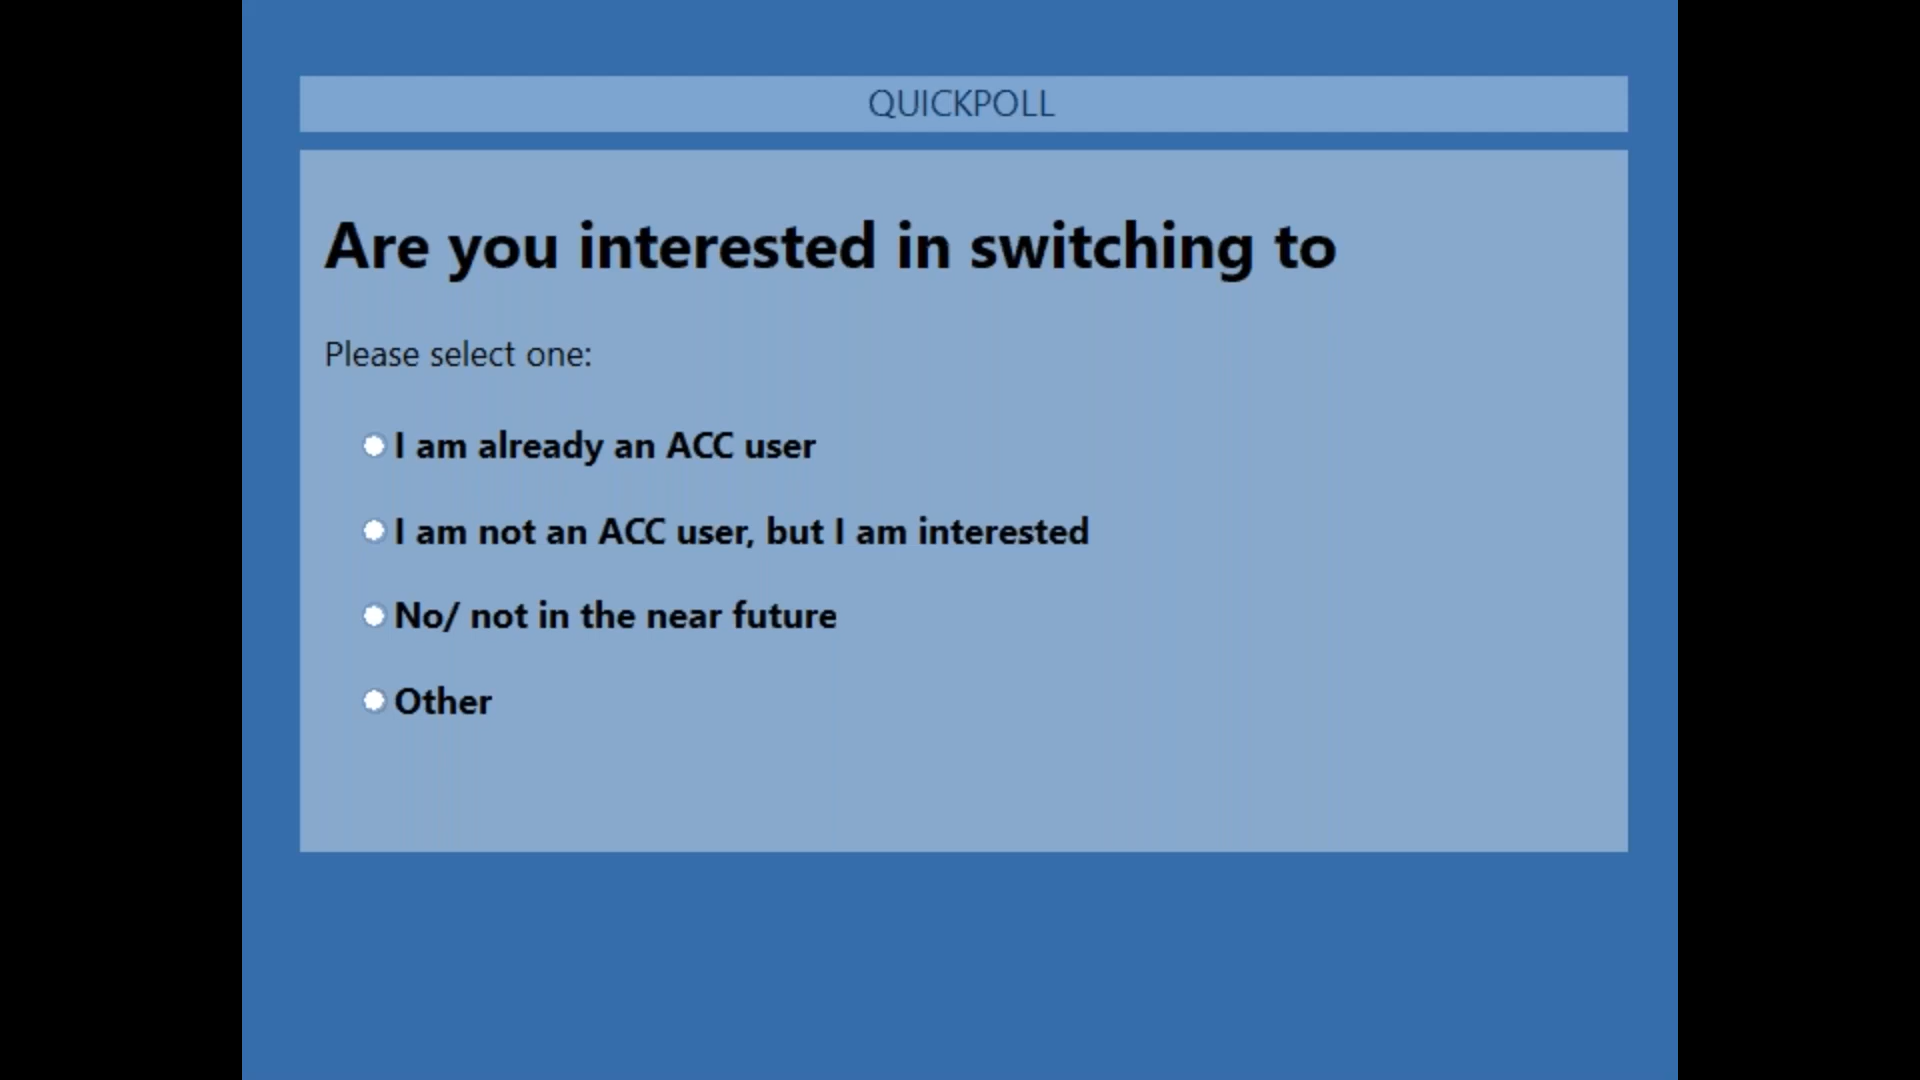 QUICKPOLL
Are you interested in switching to
Please select one:
I am already an ACC user
I am not an ACC user, but I am interested
No/ not in the near future
Other